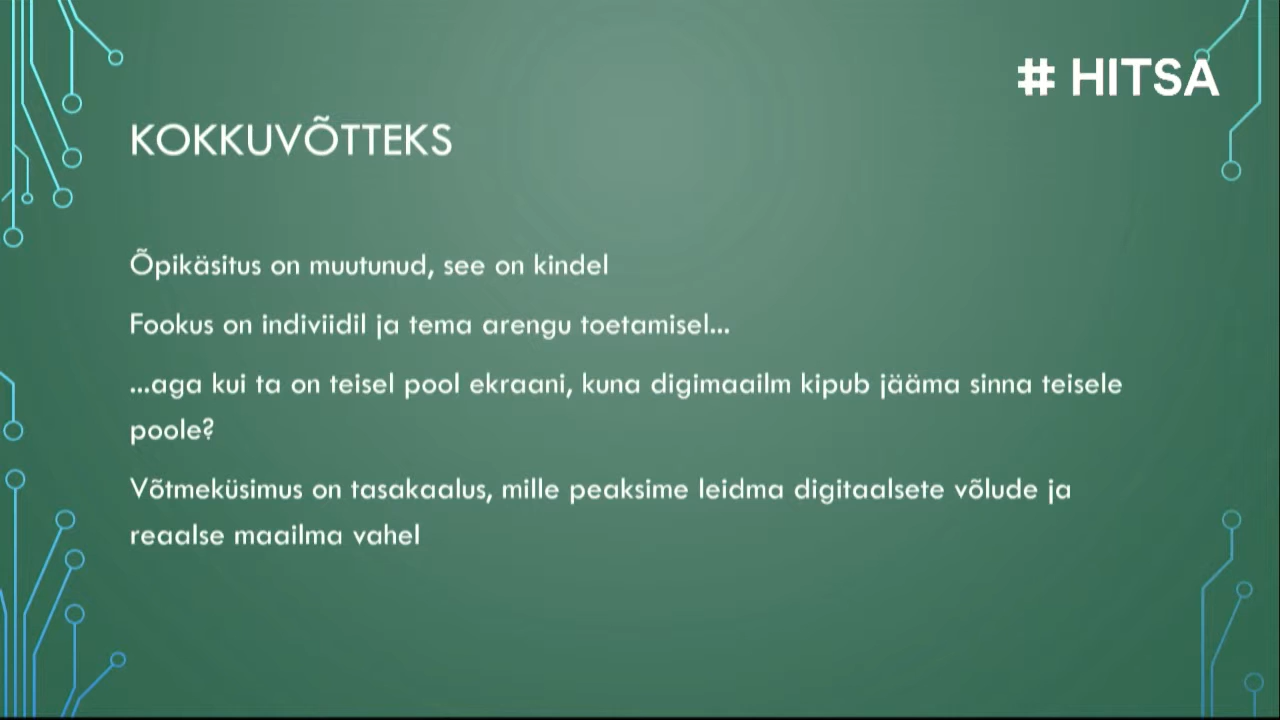 # HITSA
KOKKUVÕTTEKS
Õpikäsitus on muutunud, see on kindel
Fookus on indiviidil ja tema arengu toetamisel...
...aga kui ta on teisel pool ekraani, kuna digimaailm kipub jääma sinna teisele
poole?
Võtmeküsimus on tasakaalus, mille peaksime leidma digitaalsete võlude ja
reaalse maailma vahel